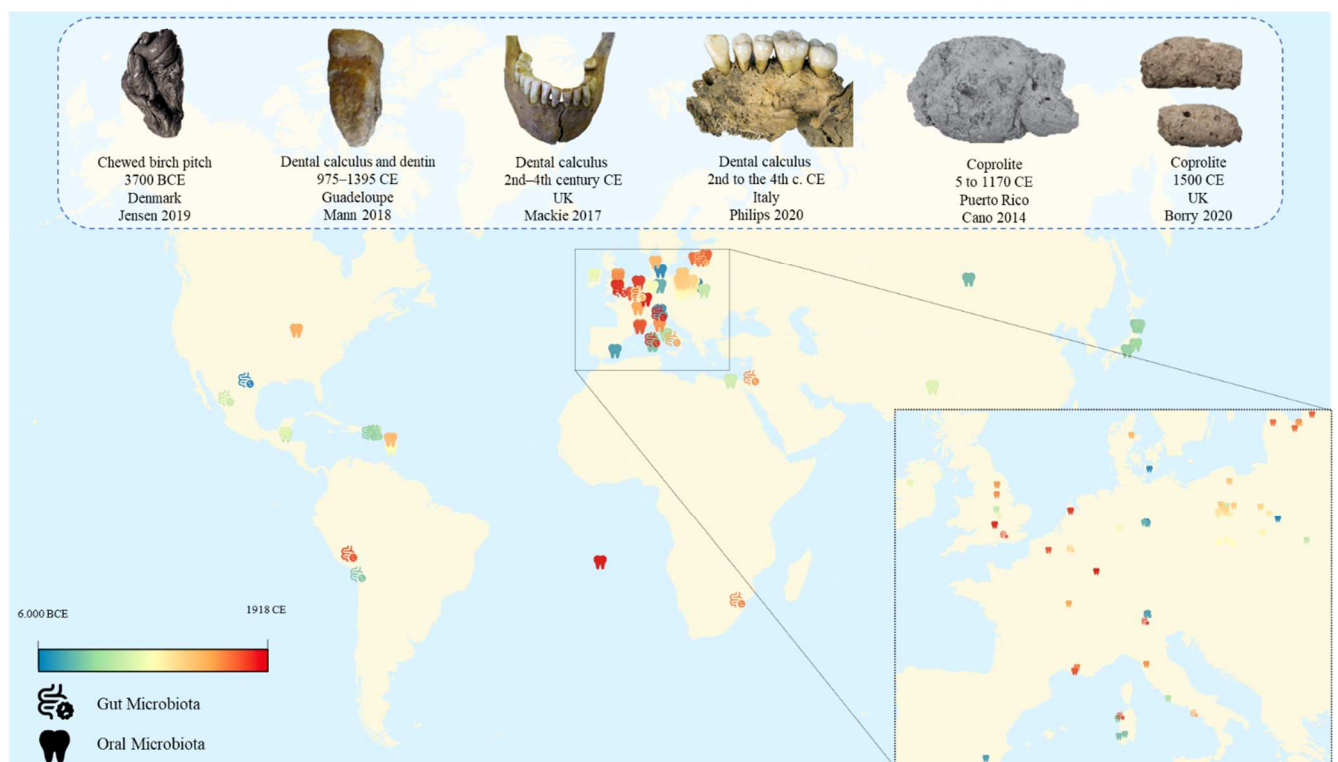 Chewed birch pitch
3700 BCE
Denmark
Jensen 2019
Dental calculus and dentin
975–1395 CE
Guadeloupe
Mann 2018
Dental calculus
2nd–4th century CE
UK
Mackie 2017
Dental calculus
2nd to the 4th c. CE
Italy
Philips 2020
Coprolite
5 to 1170 CE
Puerto Rico
Cano 2014
Coprolite
1500 CE
UK
Borry 2020
6.000 BCE
1918 CE
Gut Microbiota
Oral Microbiota